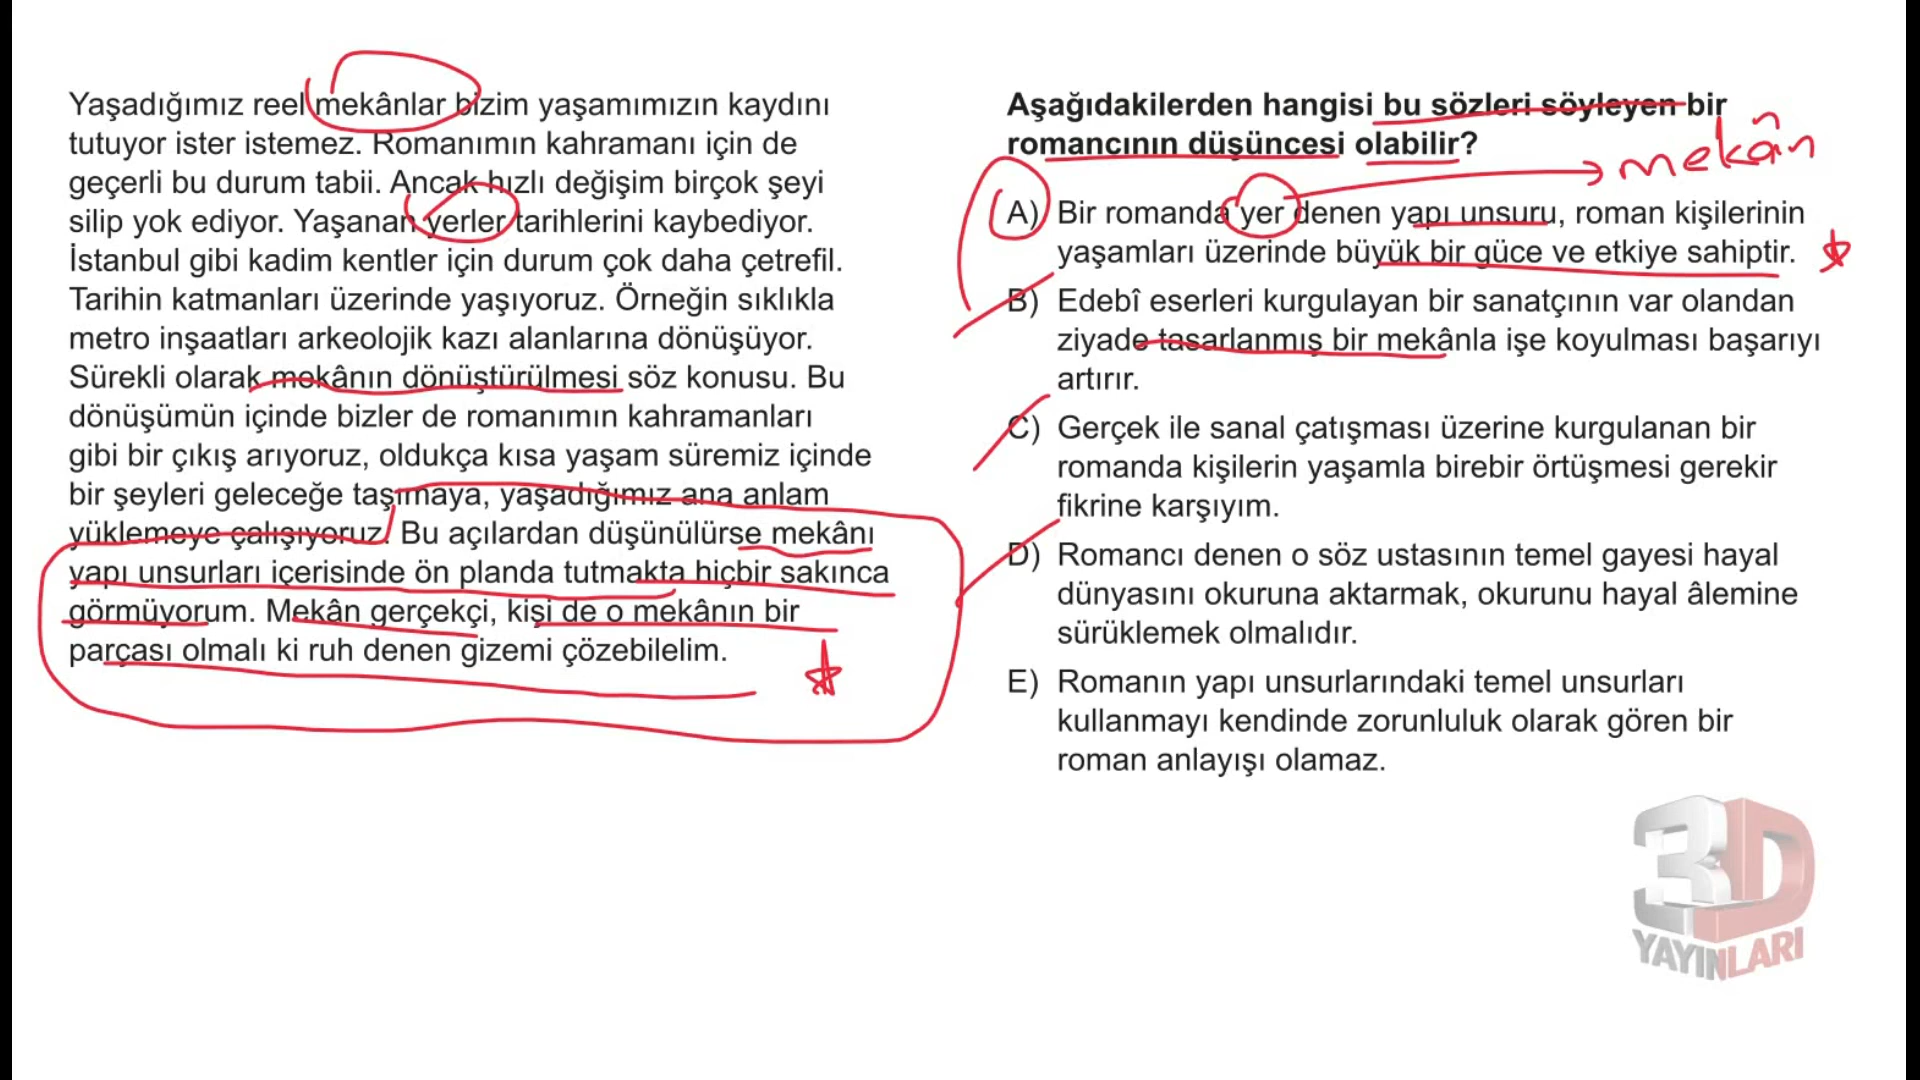 Yaşadığımız reel mekânlar bizim yaşamımızın kaydını
tutuyor ister istemez. Romanımın kahramanı için de
geçerli bu durum tabii. Ancak hızlı değişim birçok şeyi
silip yok ediyor. Yaşanan yerler tarihlerini kaybediyor.
İstanbul gibi kadim kentler için durum çok daha çetrefil.
Tarihin katmanları üzerinde yaşıyoruz. Örneğin sıklıkla
metro inşaatları arkeolojik kazı alanlarına dönüşüyor.
Sürekli olarak mekânın dönüştürülmesi söz konusu. Bu
dönüşümün içinde bizler de romanımın kahramanları
gibi bir çıkış arıyoruz, oldukça kısa yaşam süremiz içinde
bir şeyleri geleceğe taşımaya, yaşadığımız ana anlam
yüklemeye çalışıyoruz. Bu açılardan düşünülürse mekânı
yapı unsurları içerisinde ön planda tutmakta hiçbir sakınca
görmüyorum. Mekân gerçekçi, kişi de o mekânın bir
parçası olmalı ki ruh denen gizemi çözebilelim.
Aşağıdakilerden hangisi bu sözleri söyleyen bir
romancının düşüncesi olabilir?
mekân
A) Bir romanda yer denen yapı unsuru, roman kişilerinin
yaşamları üzerinde büyük bir güce ve etkiye sahiptir.
B) Edebî eserleri kurgulayan bir sanatçının var olandan
ziyade tasarlanmış bir mekânla işe koyulması başarıyı
artırır.
C) Gerçek ile sanal çatışması üzerine kurgulanan bir
romanda kişilerin yaşamla birebir örtüşmesi gerekir
fikrine karşıyım.
D) Romancı denen o söz ustasının temel gayesi hayal
dünyasını okuruna aktarmak, okurunu hayal âlemine
sürüklemek olmalıdır.
E) Romanın yapı unsurlarındaki temel unsurları
kullanmayı kendinde zorunluluk olarak gören bir
roman anlayışı olamaz.
3D
YAYINLARI